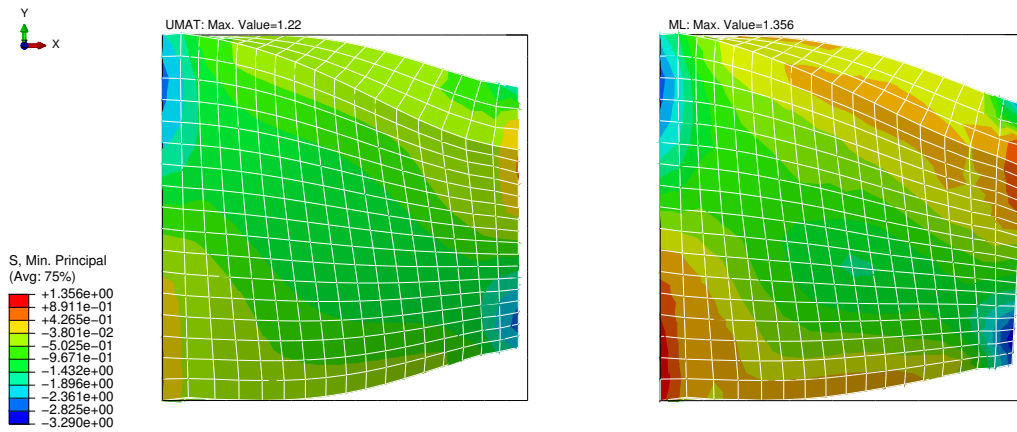 Y
X
UMAT: Max. Value=1.22
ML: Max. Value=1.356
S, Min. Principal
(Avg: 75%)
+1.356e+00
+8.911e-01
+4.265e-01
-3.801e-02
-5.025e-01
-9.671e-01
-1.432e+00
-1.896e+00
-2.361e+00
-2.825e+00
-3.290e+00